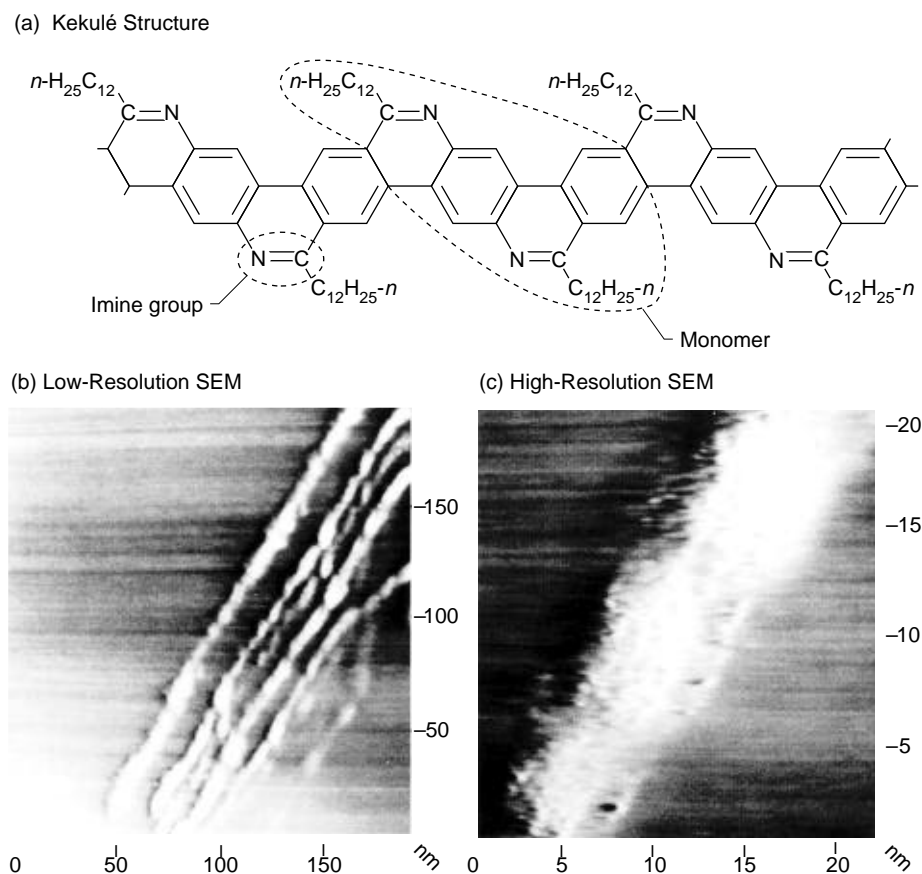 (a) Kekulé Structure
n-H25C12 n-H25C12 n-H25C12
C N C N C N
N C N C N C
C12H25-n C12H25-n C12H25-n
Imine group
Monomer
(b) Low-Resolution SEM
(c) High-Resolution SEM
–150
–100
–50
0 50 100 150 nm
–20
–15
–10
–5
0 5 10 15 20 nm